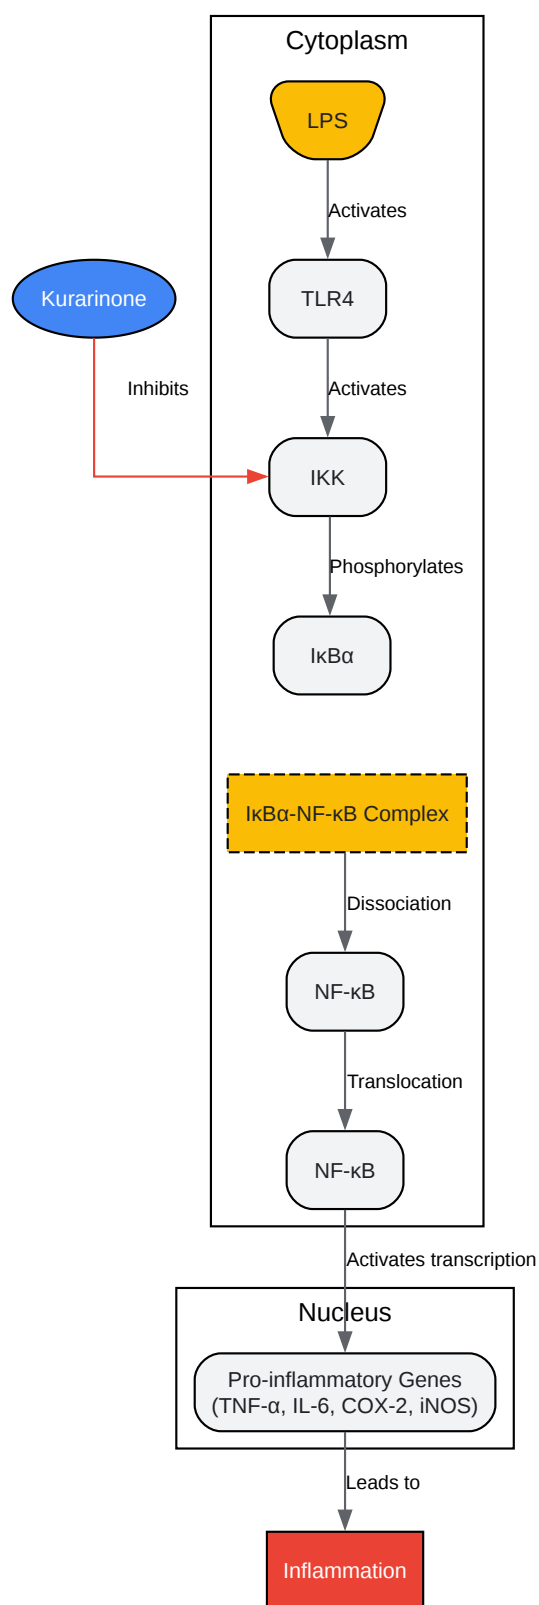 Cytoplasm
LPS
Activates
Kurarinone
TLR4
Inhibits
Activates
IKK
Phosphorylates
IκBα
IκBα-NF-κB Complex
Dissociation
NF-κB
Translocation
NF-κB
Activates transcription
Nucleus
Pro-inflammatory Genes
(TNF-α, IL-6, COX-2, iNOS)
Leads to
Inflammation